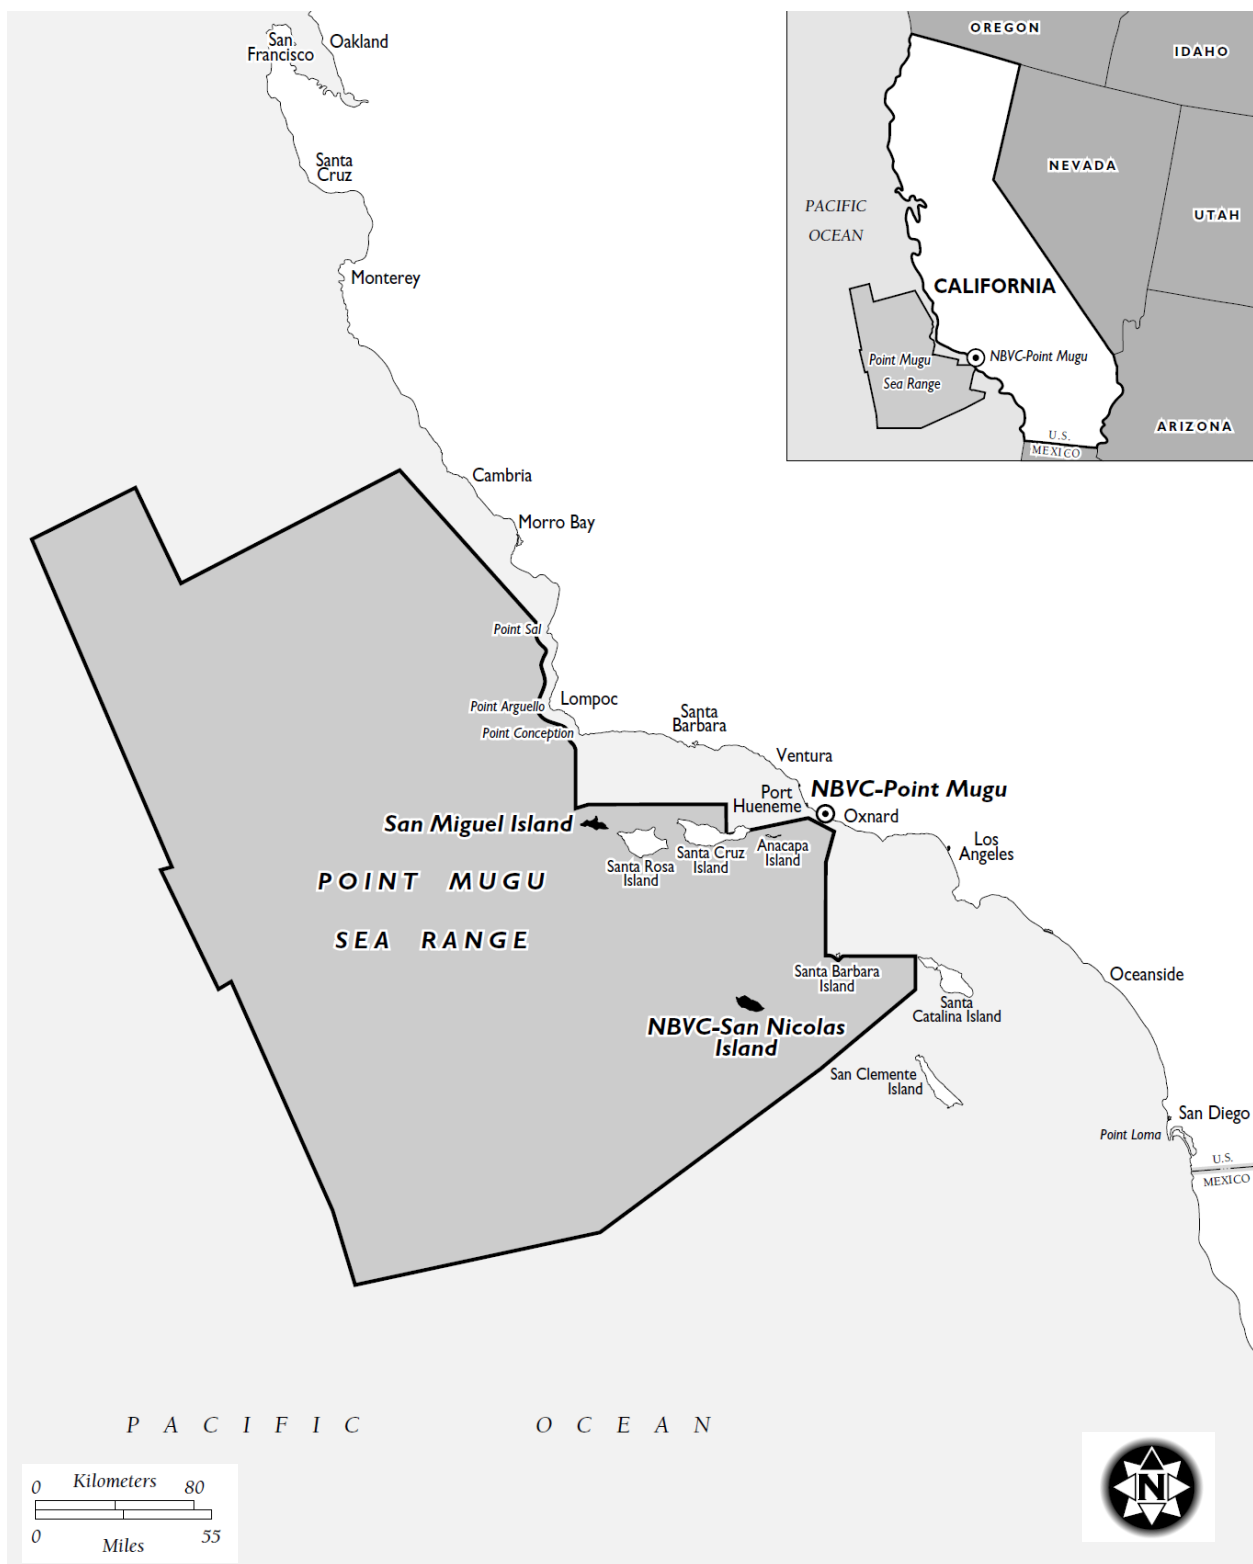 San
Francisco
Oakland
Santa
Cruz
Monterey
Cambria
Morro Bay
Point Sal
Point Arguello
Lompoc
Point Conception
Santa
Barbara
Ventura
Port
Hueneme
NBVC-Point Mugu
Oxnard
Los
Angeles
San Miguel Island
Santa Rosa
Island
Santa Cruz
Island
Anacapa
Island
POINT MUGU
SEA RANGE
Santa Barbara
Island
NBVC-San Nicolas
Island
Santa
Catalina Island
San Clemente
Island
Oceanside
San Diego
Point Loma
U.S.
MEXICO
PACIFIC OCEAN
0 Kilometers 80
0 Miles 55
N
OREGON
IDAHO
NEVADA
UTAH
PACIFIC
OCEAN
CALIFORNIA
Point Mugu
Sea Range
NBVC-Point Mugu
ARIZONA
U.S.
MEXICO